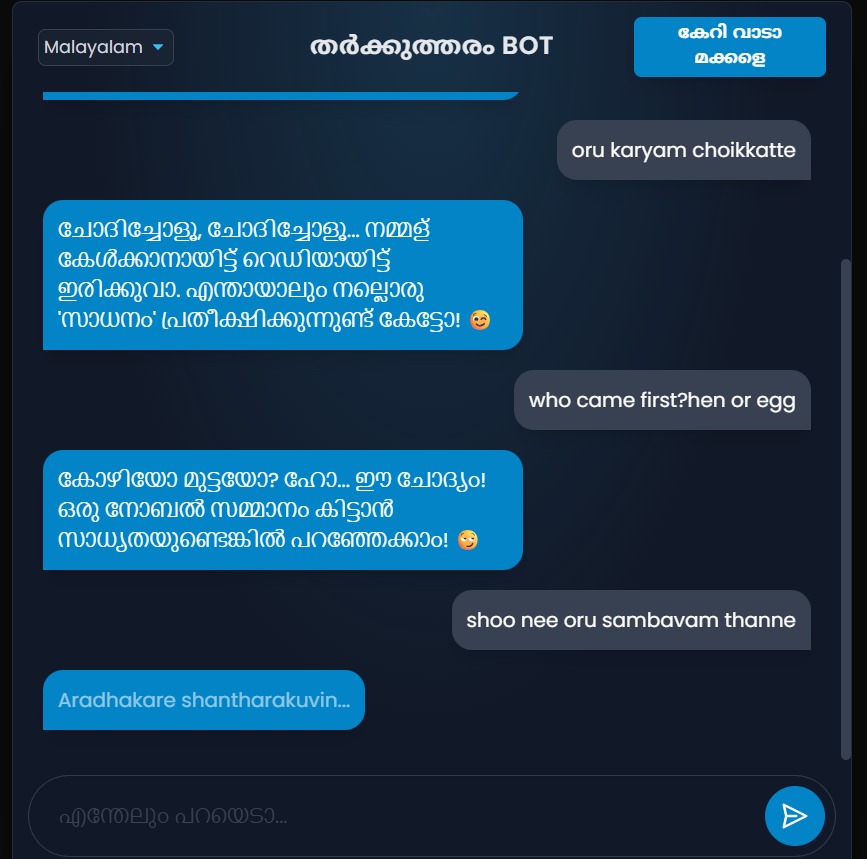 Malayalam
തർക്കുത്തരം BOT
കേറി വാടാ
മക്കളെ
oru karyam choikkatte
ചോദിച്ചോളൂ, ചോദിച്ചോളൂ... നമ്മള്
കേൾക്കാനായിട്ട് റെഡിയായിട്ട്
ഇരിക്കുവാ. എന്തായാലും നല്ലൊരു
'സാധനം' പ്രതീക്ഷിക്കുന്നുണ്ട് കേട്ടോ! 😉
who came first?hen or egg
കോഴിയോ മുട്ടയോ? ഹോ... ഈ ചോദ്യം!
ഒരു നോബൽ സമ്മാനം കിട്ടാൻ
സാധ്യതയുണ്ടെങ്കിൽ പറഞ്ഞേക്കാം! 😏
shoo nee oru sambavam thanne
Aradhakare shantharakuvin...
എന്തേലും പറയെടാ...